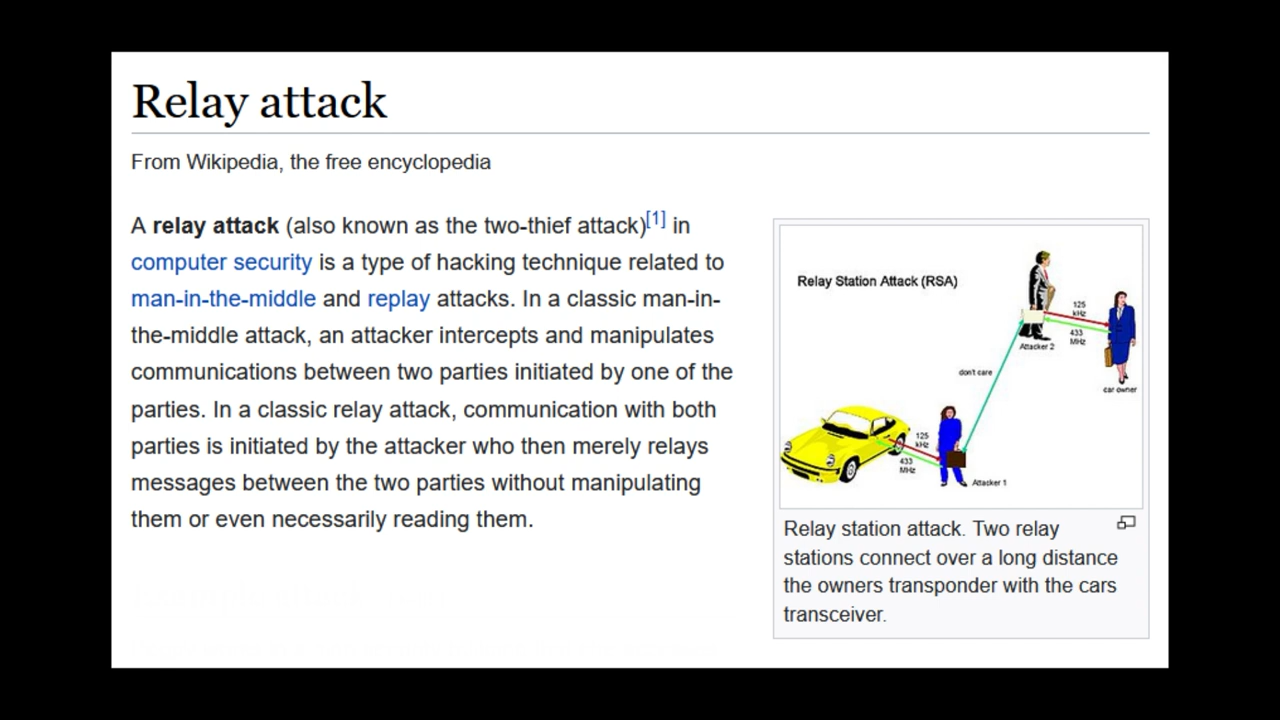 Relay attack
From Wikipedia, the free encyclopedia
A relay attack (also known as the two-thief attack)[1] in
computer security is a type of hacking technique related to
man-in-the-middle and replay attacks. In a classic man-in-
the-middle attack, an attacker intercepts and manipulates
communications between two parties initiated by one of the
parties. In a classic relay attack, communication with both
parties is initiated by the attacker who then merely relays
messages between the two parties without manipulating
them or even necessarily reading them.
Relay Station Attack (RSA)
125
kHz
433
MHz
Attacker 2
don't care
car owner
125
kHz
433
MHz
Attacker 1
Relay station attack. Two relay
stations connect over a long distance
the owners transponder with the cars
transceiver.